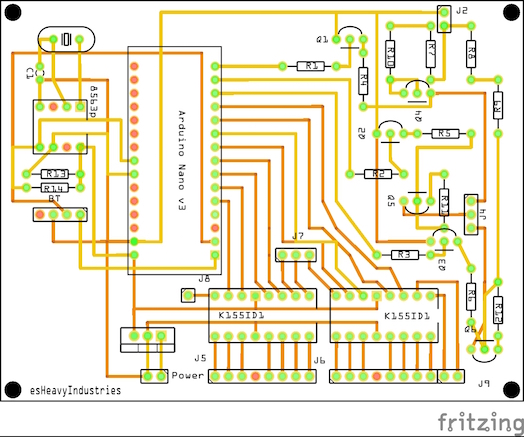 J2
Q1
R10
R7
R8
R1
C1
8563p
R4
R9
Q4
Arduino Nano v3
Q2
R5
R13
R2
R14
BT
Q5
R11
J4
J7
Q3
R3
J8
R6
R12
K155ID1
K155ID1
Q6
J5
J6
Power
J9
esHeavyIndustries
fritzing